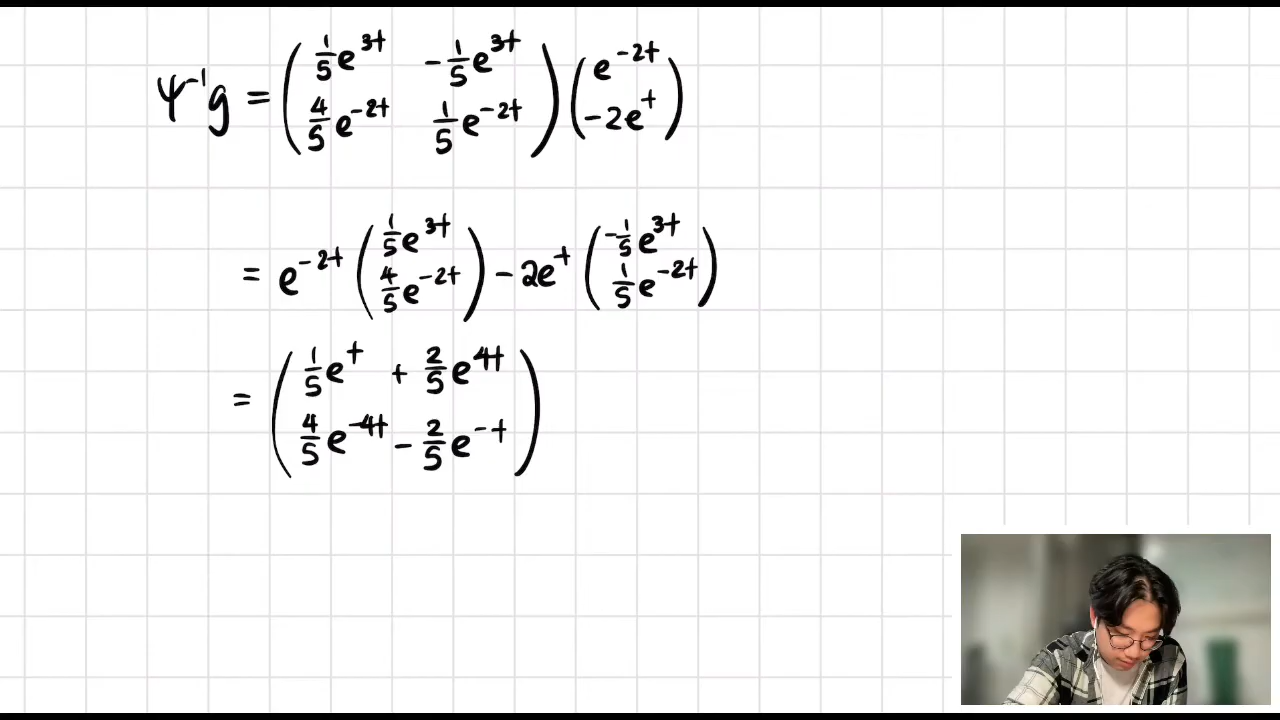 ψ⁻¹g = ( 1/5 e^{3t}  -1/5 e^{3t} ; 4/5 e^{-2t}  1/5 e^{-2t} ) ( e^{-2t} ; -2e^{t} )
= e^{-2t} ( 1/5 e^{3t} ; 4/5 e^{-2t} ) - 2e^{t} ( -1/5 e^{3t} ; 1/5 e^{-2t} )
= ( 1/5 e^{t} + 2/5 e^{4t} ; 4/5 e^{-4t} - 2/5 e^{-t} )